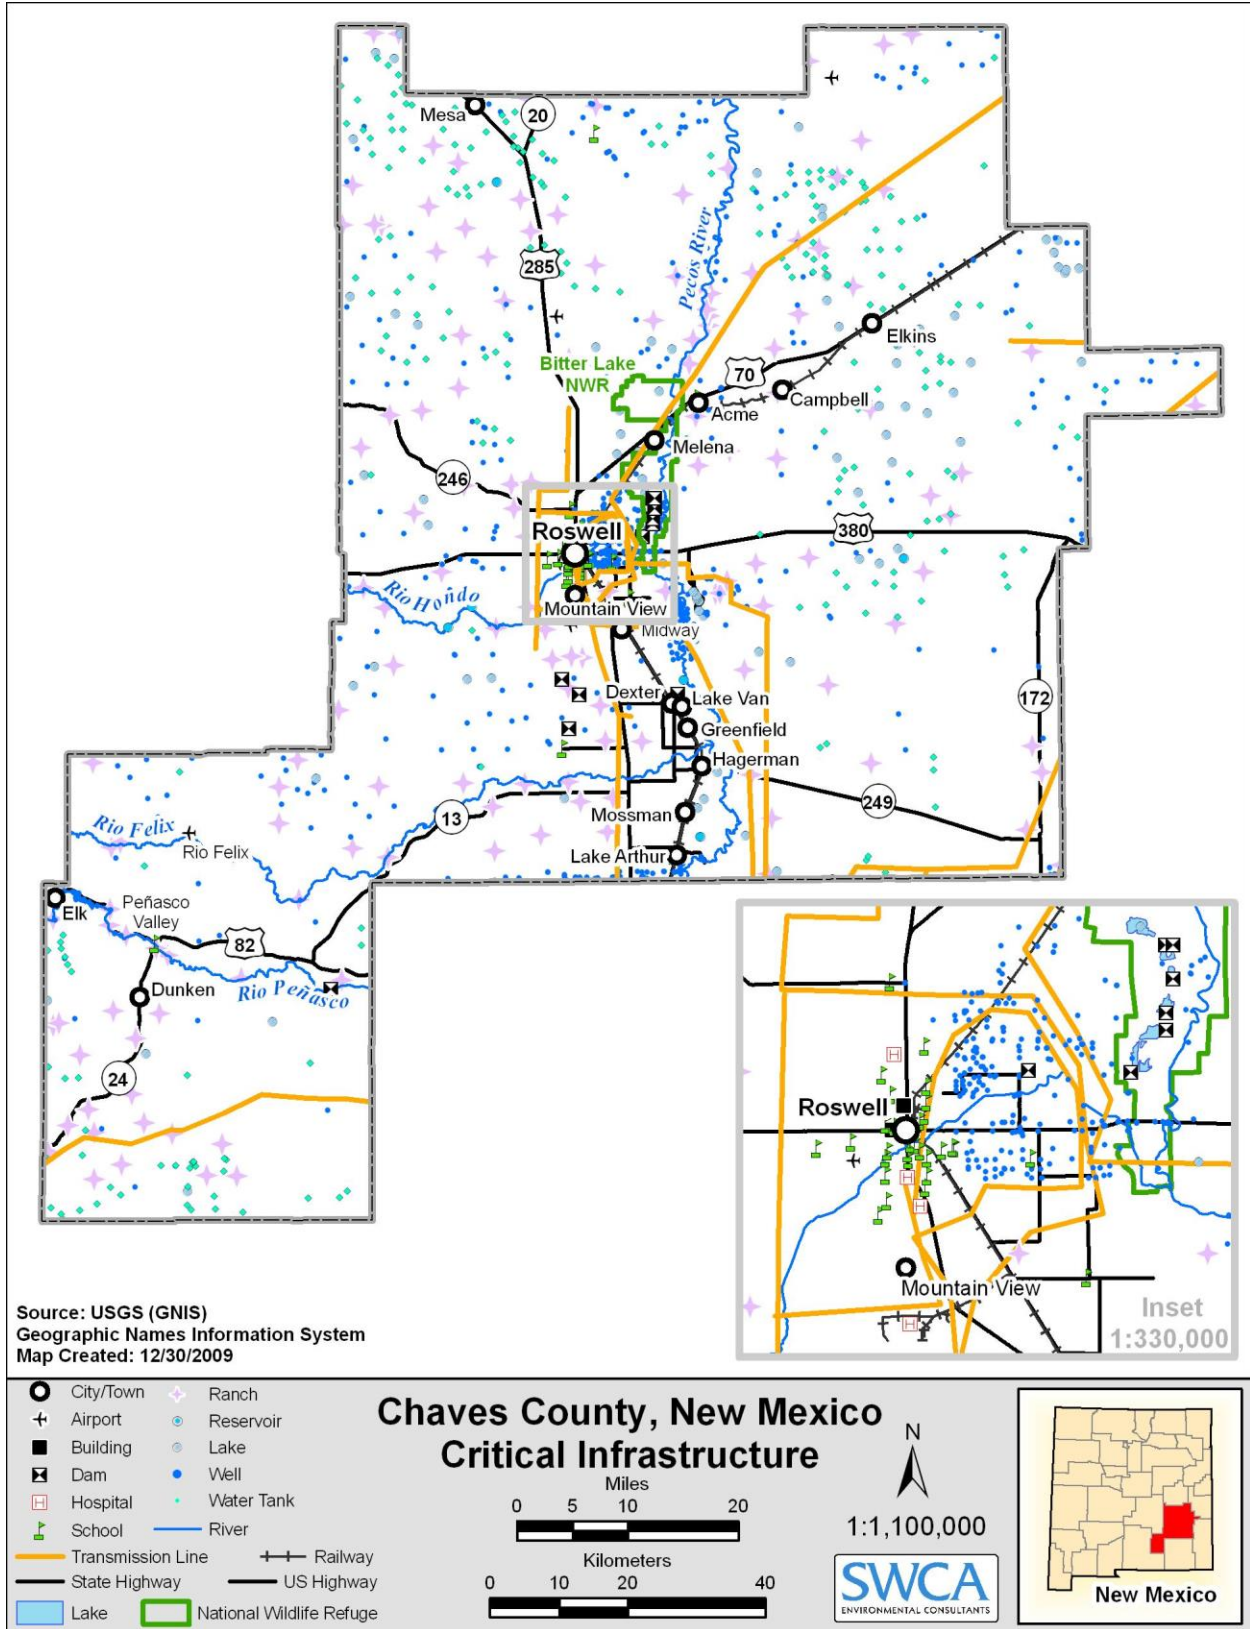 Mesa
20
285
Pecos River
Elkins
Bitter Lake
NWR
70
Campbell
Acme
Melena
246
Roswell
380
Rio Hondo
Mountain View
Midway
172
Dexter
Lake Van
Greenfield
Hagerman
249
Mossman
13
Rio Felix
Rio Felix
Lake Arthur
Elk
Peñasco
Valley
82
Dunken
Rio Peñasco
24
Roswell
Mountain View
Inset
1:330,000
Source: USGS (GNIS)
Geographic Names Information System
Map Created: 12/30/2009
City/Town
Ranch
Airport
Reservoir
Building
Lake
Dam
Well
H Hospital
Water Tank
School
River
Transmission Line
Railway
State Highway
US Highway
Lake
National Wildlife Refuge
Chaves County, New Mexico
Critical Infrastructure
Miles
0 5 10 20
Kilometers
0 10 20 40
N
1:1,100,000
SWCA
ENVIRONMENTAL CONSULTANTS
New Mexico